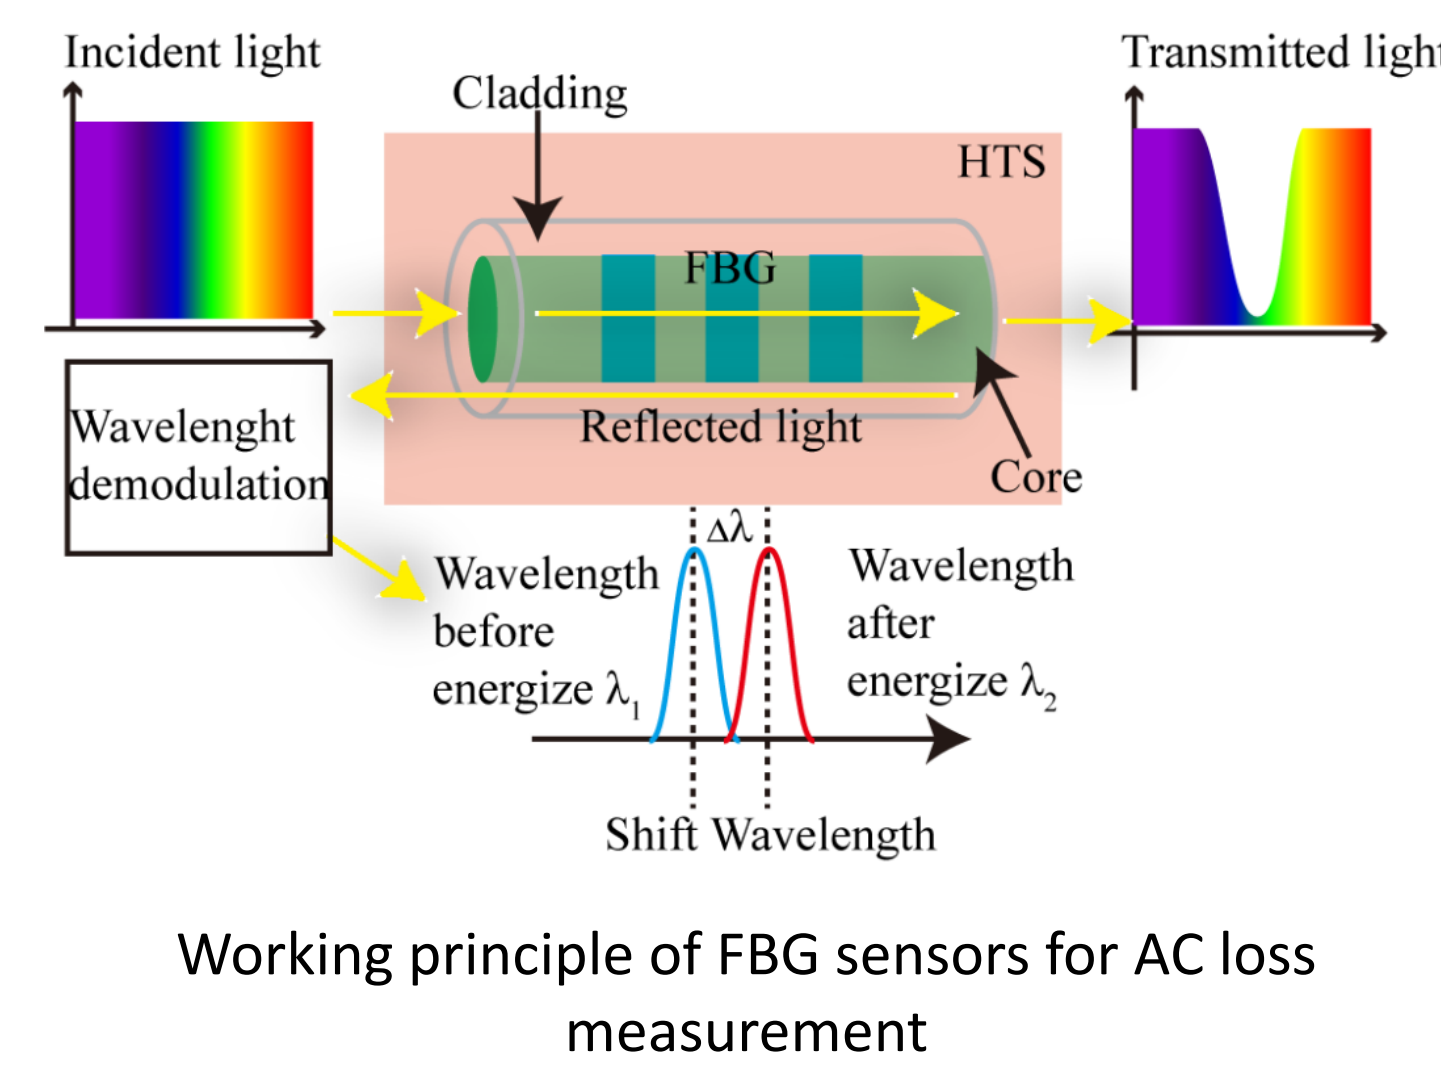 Incident light
Transmitted light
Cladding
HTS
FBG
Reflected light
Core
Wavelenght
demodulation
Δλ
Wavelength
before
energize λ1
Wavelength
after
energize λ2
Shift Wavelength
Working principle of FBG sensors for AC loss
measurement